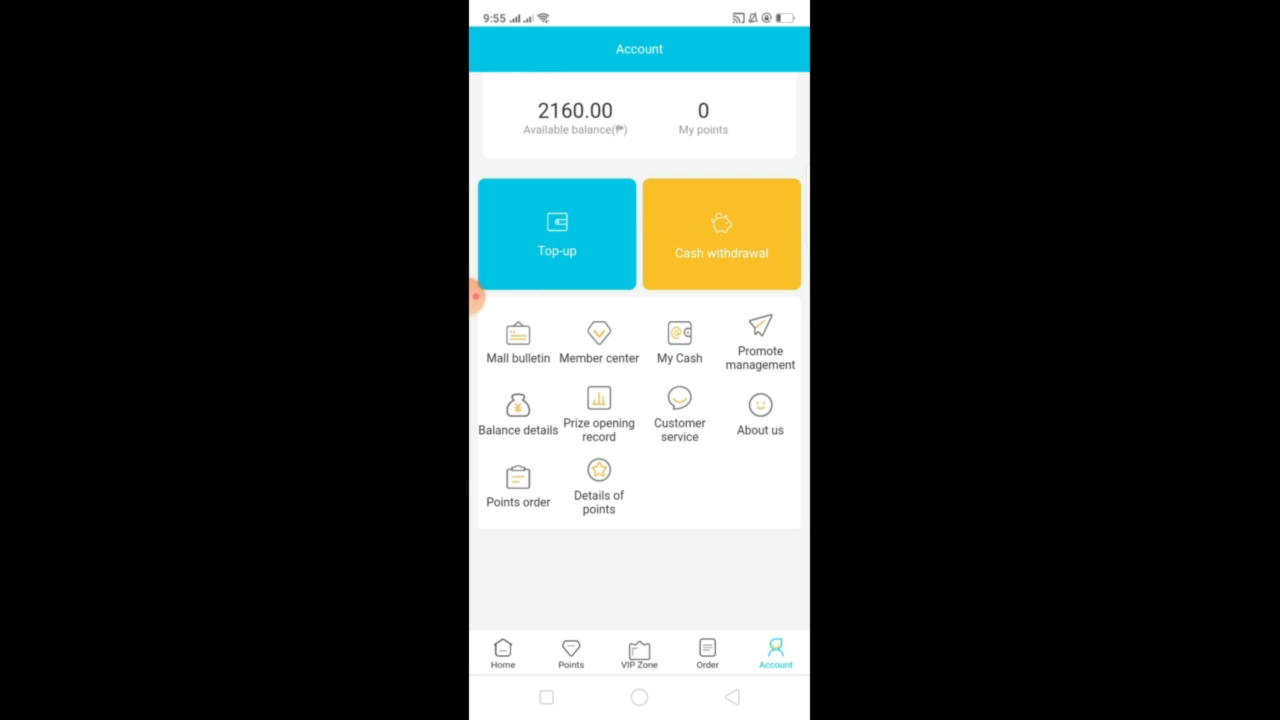 9:55
Account
2160.00 0
Available balance(₱) My points
Top-up Cash withdrawal
Mall bulletin Member center My Cash Promote
management
Balance details Prize opening
record Customer
service About us
Points order Details of
points
Home Points VIP Zone Order Account